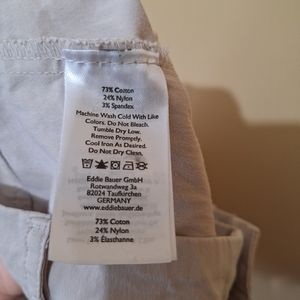 73% Cotton
24% Nylon
3% Spandex
Machine Wash Cold With Like
Colors. Do Not Bleach.
Tumble Dry Low.
Remove Promptly.
Cool Iron As Desired.
Do Not Dry Clean.
Eddie Bauer GmbH
Rotwandweg 3a
82024 Taufkirchen
GERMANY
www.eddiebauer.de
73% Cotton
24% Nylon
3% Élasthanne